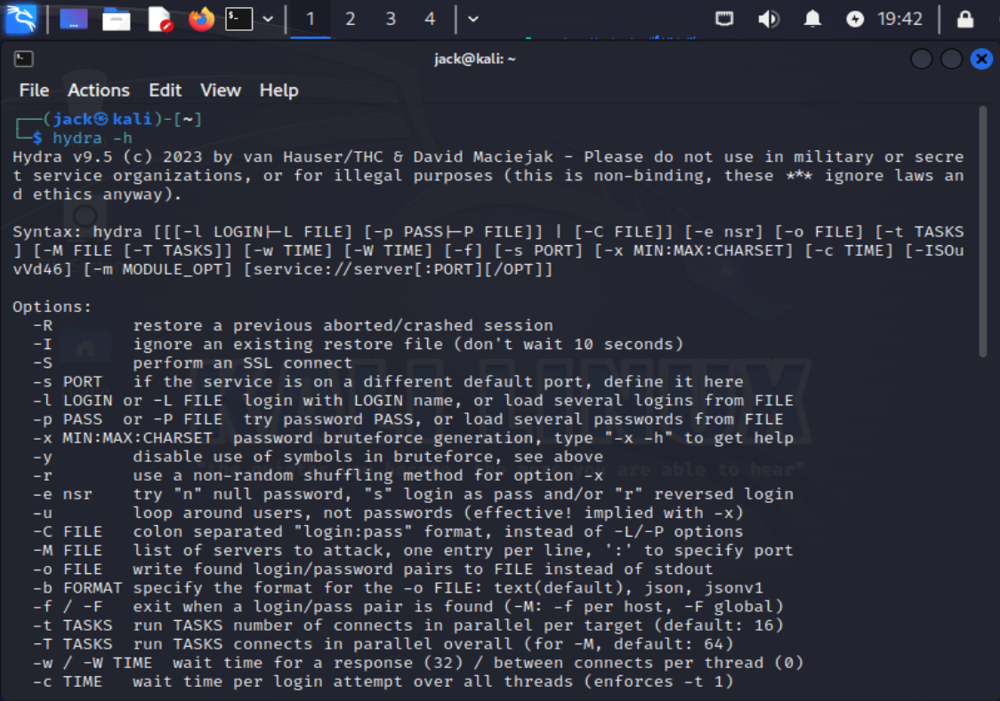 1 2 3 4 19:42
jack@kali: ~
File Actions Edit View Help
┌──(jack㉿kali)-[~]
└─$ hydra -h
Hydra v9.5 (c) 2023 by van Hauser/THC & David Maciejak - Please do not use in military or secre
t service organizations, or for illegal purposes (this is non-binding, these *** ignore laws an
d ethics anyway).
Syntax: hydra [[[-l LOGIN|-L FILE] [-p PASS|-P FILE]] | [-C FILE]] [-e nsr] [-o FILE] [-t TASKS
] [-M FILE [-T TASKS]] [-w TIME] [-W TIME] [-f] [-s PORT] [-x MIN:MAX:CHARSET] [-c TIME] [-ISOu
vVd46] [-m MODULE_OPT] [service://server[:PORT][/OPT]]
Options:
  -R        restore a previous aborted/crashed session
  -I        ignore an existing restore file (don't wait 10 seconds)
  -S        perform an SSL connect
  -s PORT   if the service is on a different default port, define it here
  -l LOGIN or -L FILE  login with LOGIN name, or load several logins from FILE
  -p PASS  or -P FILE  try password PASS, or load several passwords from FILE
  -x MIN:MAX:CHARSET  password bruteforce generation, type "-x -h" to get help
  -y        disable use of symbols in bruteforce, see above
  -r        use a non-random shuffling method for option -x
  -e nsr    try "n" null password, "s" login as pass and/or "r" reversed login
  -u        loop around users, not passwords (effective! implied with -x)
  -C FILE   colon separated "login:pass" format, instead of -L/-P options
  -M FILE   list of servers to attack, one entry per line, ':' to specify port
  -o FILE   write found login/password pairs to FILE instead of stdout
  -b FORMAT specify the format for the -o FILE: text(default), json, jsonv1
  -f / -F   exit when a login/pass pair is found (-M: -f per host, -F global)
  -t TASKS  run TASKS number of connects in parallel per target (default: 16)
  -T TASKS  run TASKS connects in parallel overall (for -M, default: 64)
  -w / -W TIME  wait time for a response (32) / between connects per thread (0)
  -c TIME   wait time per login attempt over all threads (enforces -t 1)
KALI LINUX
you are able to hear"